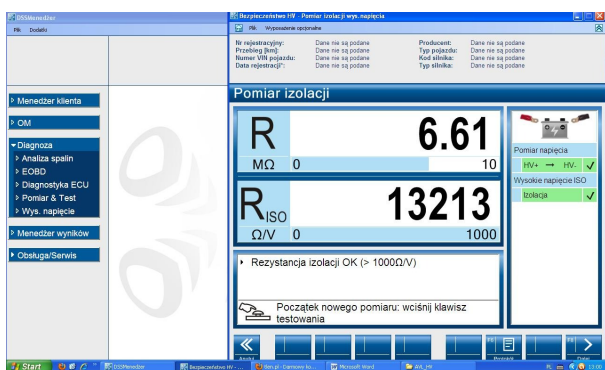 DSSMenedżer
Plik Dodatki
Menedżer klienta
OM
Diagnoza
Analiza spalin
EOBD
Diagnostyka ECU
Pomiar & Test
Wys. napięcie
Menedżer wyników
Obsługa/Serwis
Bezpieczeństwo HV - Pomiar izolacji wys. napięcia
Plik Wyposażenie opcjonalne
Nr rejestracyjny: Dane nie są podane Producent: Dane nie są podane
Przebieg [km]: Dane nie są podane Typ pojazdu: Dane nie są podane
Numer VIN pojazdu: Dane nie są podane Kod silnika: Dane nie są podane
Data rejestracji*: Dane nie są podane Typ silnika: Dane nie są podane
Pomiar izolacji
R 6.61
MΩ 0 10
RISO 13213
Ω/V 0 1000
Rezystancja izolacji OK (> 1000Ω/V)
Początek nowego pomiaru: wciśnij klawisz
testowania
Pomiar napięcia
HV+ → HV-
Wysokie napięcie ISO
Izolacja
Start DSSMenedżer Bezpieczeństwo HV - ... Microsoft Word AVL_HV PL 13:00